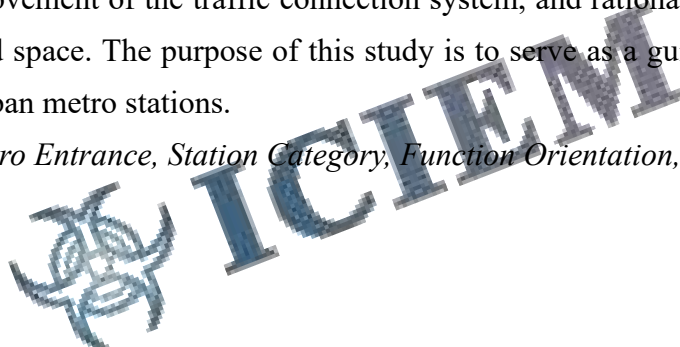 ovement of the traffic connection system, and rationa
d space. The purpose of this study is to serve as a gui
ban metro stations.
ro Entrance, Station Category, Function Orientation,
ICIEM